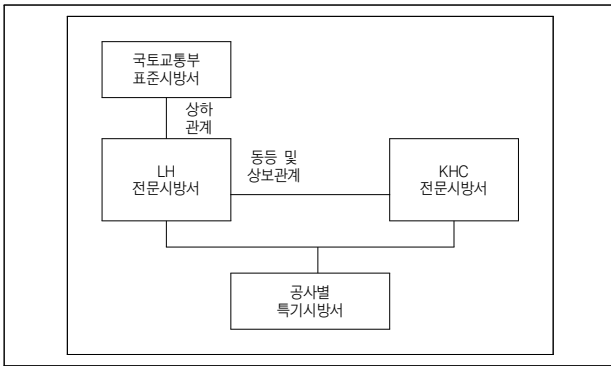 국토교통부
표준시방서
상하
관계
LH
전문시방서
동등 및
상보관계
KHC
전문시방서
공사별
특기시방서